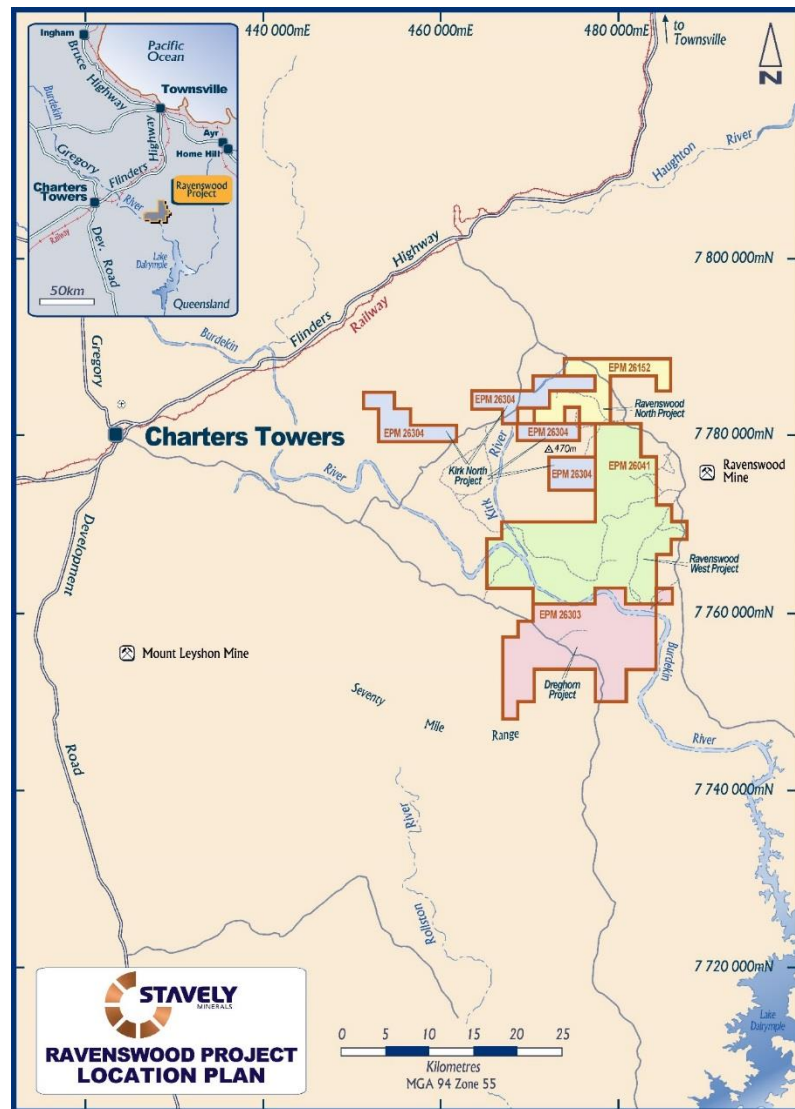 440 000mE
460 000mE
480 000mE
to
Townsville
N
Ingham
Pacific
Ocean
Bruce
Highway
Townsville
Burdekin
Ayr
Home Hill
Gregory
Highway
Flinders
Charters
Towers
River
Ravenswood
Project
Railway
Dev. Road
Lake
Dalrymple
50km
Queensland
Haughton
River
Highway
7 800 000mN
Flinders
Railway
Burdekin
Gregory
EPM 26152
EPM 26304
EPM 26304
Ravenswood
North Project
Charters Towers
River
EPM 26304
7 780 000mN
470m
Kirk North
Project
EPM 26304
EPM 26041
Ravenswood
Mine
River
Kirk
Development
Ravenswood
West Project
7 760 000mN
EPM 26303
Mount Leyshon Mine
Burdekin
Dreghorn
Project
Seventy
Mile
Range
River
Road
7 740 000mN
River
Rollston
7 720 000mN
STAVELY
MINERALS
RAVENSWOOD PROJECT
LOCATION PLAN
0 5 10 15 20 25
Kilometres
MGA 94 Zone 55
Lake
Dalrymple